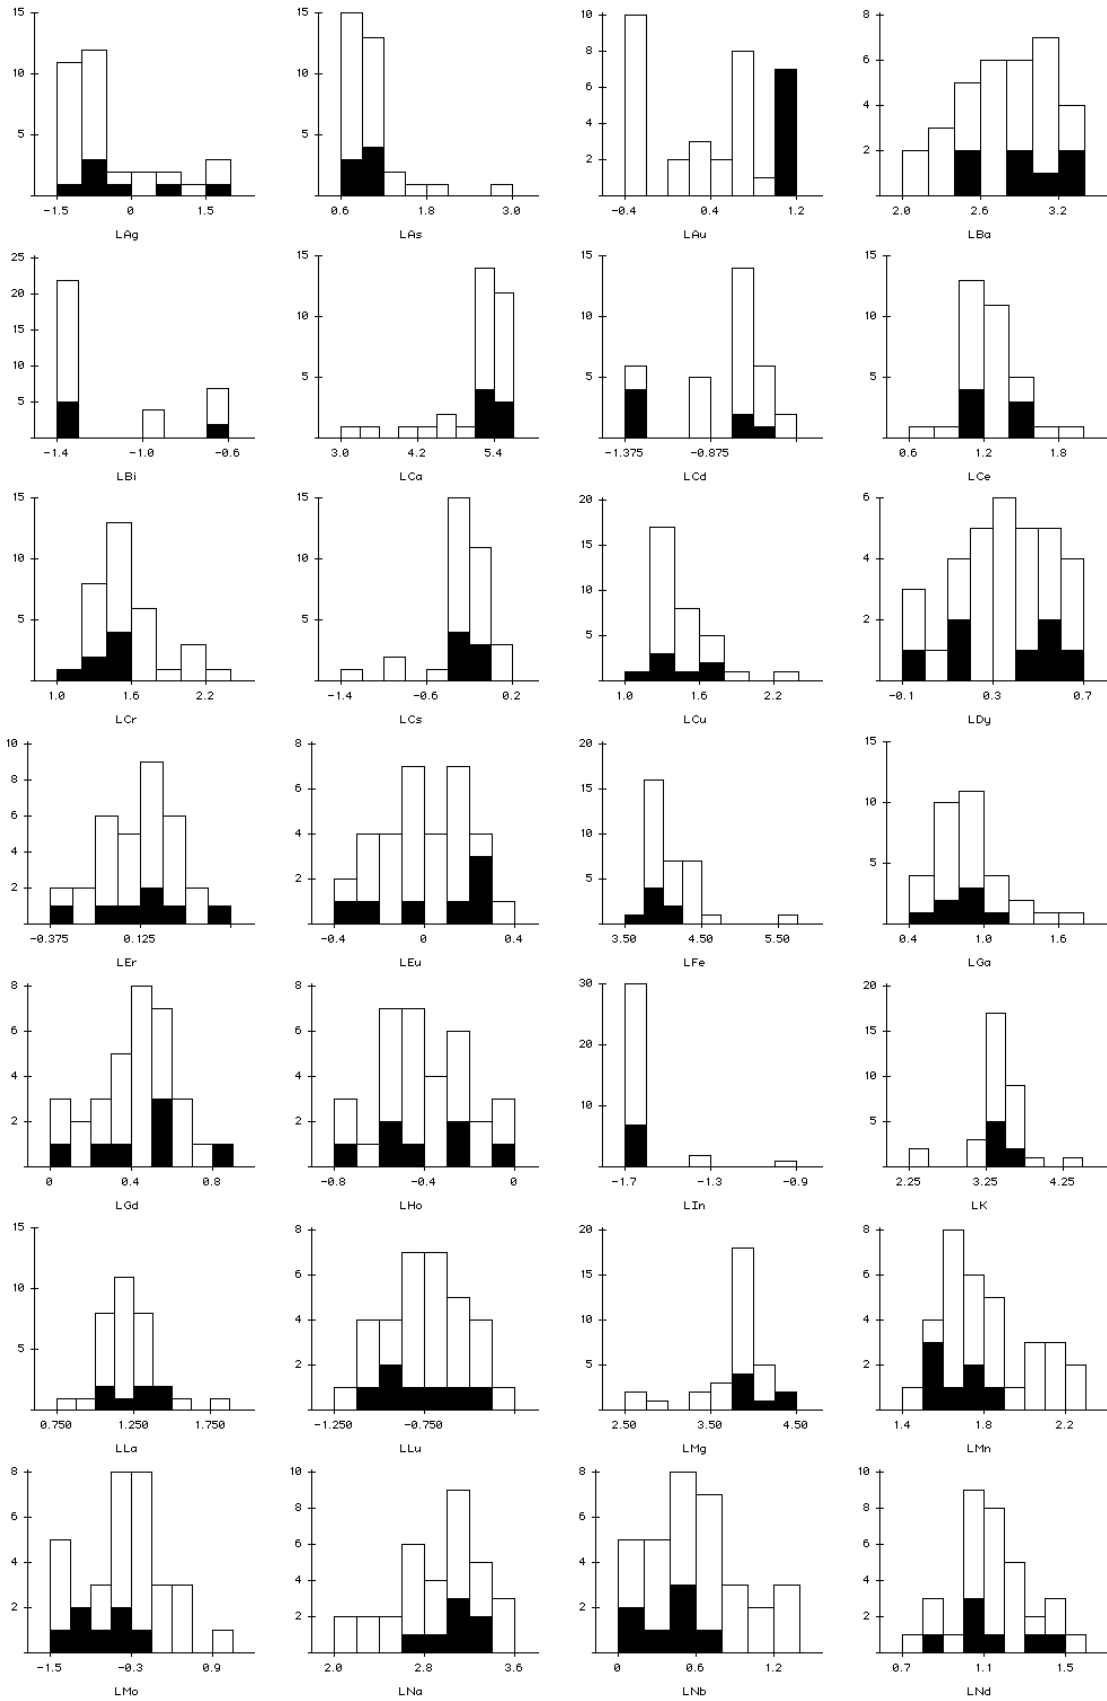 15
10
5
-1.5 0 1.5
LAg
15
10
5
0.6 1.8 3.0
LAs
10
8
6
4
2
-0.4 0.4 1.2
LAu
8
6
4
2
2.0 2.6 3.2
LBa
25
20
15
10
5
-1.4 -1.0 -0.6
LBi
15
10
5
3.0 4.2 5.4
LCa
15
10
5
-1.375 -0.875
LCd
15
10
5
0.6 1.2 1.8
LCe
15
10
5
1.0 1.6 2.2
LCr
15
10
5
-1.4 -0.6 0.2
LCs
20
15
10
5
1.0 1.6 2.2
LCu
6
4
2
-0.1 0.3 0.7
LDy
10
8
6
4
2
-0.375 0.125
LEr
8
6
4
2
-0.4 0 0.4
LEu
20
15
10
5
3.50 4.50 5.50
LFe
15
10
5
0.4 1.0 1.6
LGa
8
6
4
2
0 0.4 0.8
LGd
8
6
4
2
-0.8 -0.4 0
LHo
30
20
10
-1.7 -1.3 -0.9
LIn
20
15
10
5
2.25 3.25 4.25
LK
15
10
5
0.750 1.250 1.750
LLa
8
6
4
2
-1.250 -0.750
LLu
20
15
10
5
2.50 3.50 4.50
LMg
8
6
4
2
1.4 1.8 2.2
LMn
8
6
4
2
-1.5 -0.3 0.9
LMo
10
8
6
4
2
2.0 2.8 3.6
LNa
8
6
4
2
0 0.6 1.2
LNb
10
8
6
4
2
0.7 1.1 1.5
LNd